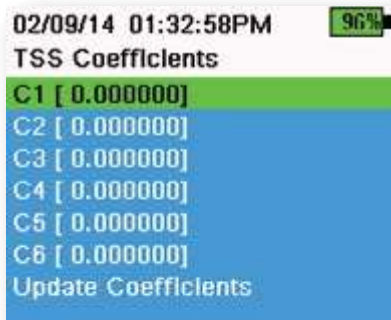 02/09/14 01:32:58PM 96%
TSS Coefficients
C1 [ 0.000000]
C2 [ 0.000000]
C3 [ 0.000000]
C4 [ 0.000000]
C5 [ 0.000000]
C6 [ 0.000000]
Update Coefficients